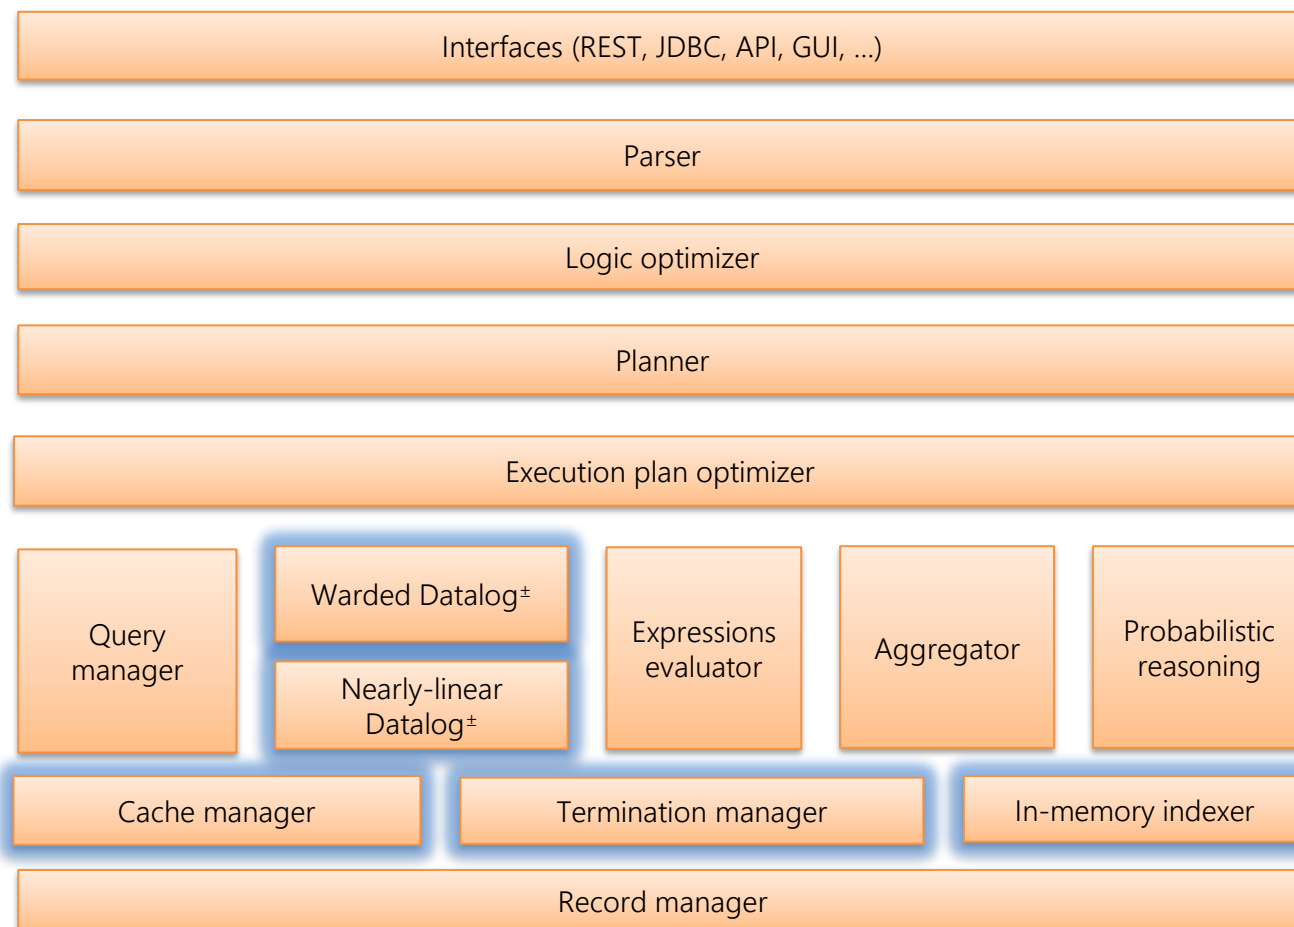 Interfaces (REST, JDBC, API, GUI, ...)
Parser
Logic optimizer
Planner
Execution plan optimizer
Query
manager
Warded Datalog±
Nearly-linear
Datalog±
Expressions
evaluator
Aggregator
Probabilistic
reasoning
Cache manager
Termination manager
In-memory indexer
Record manager